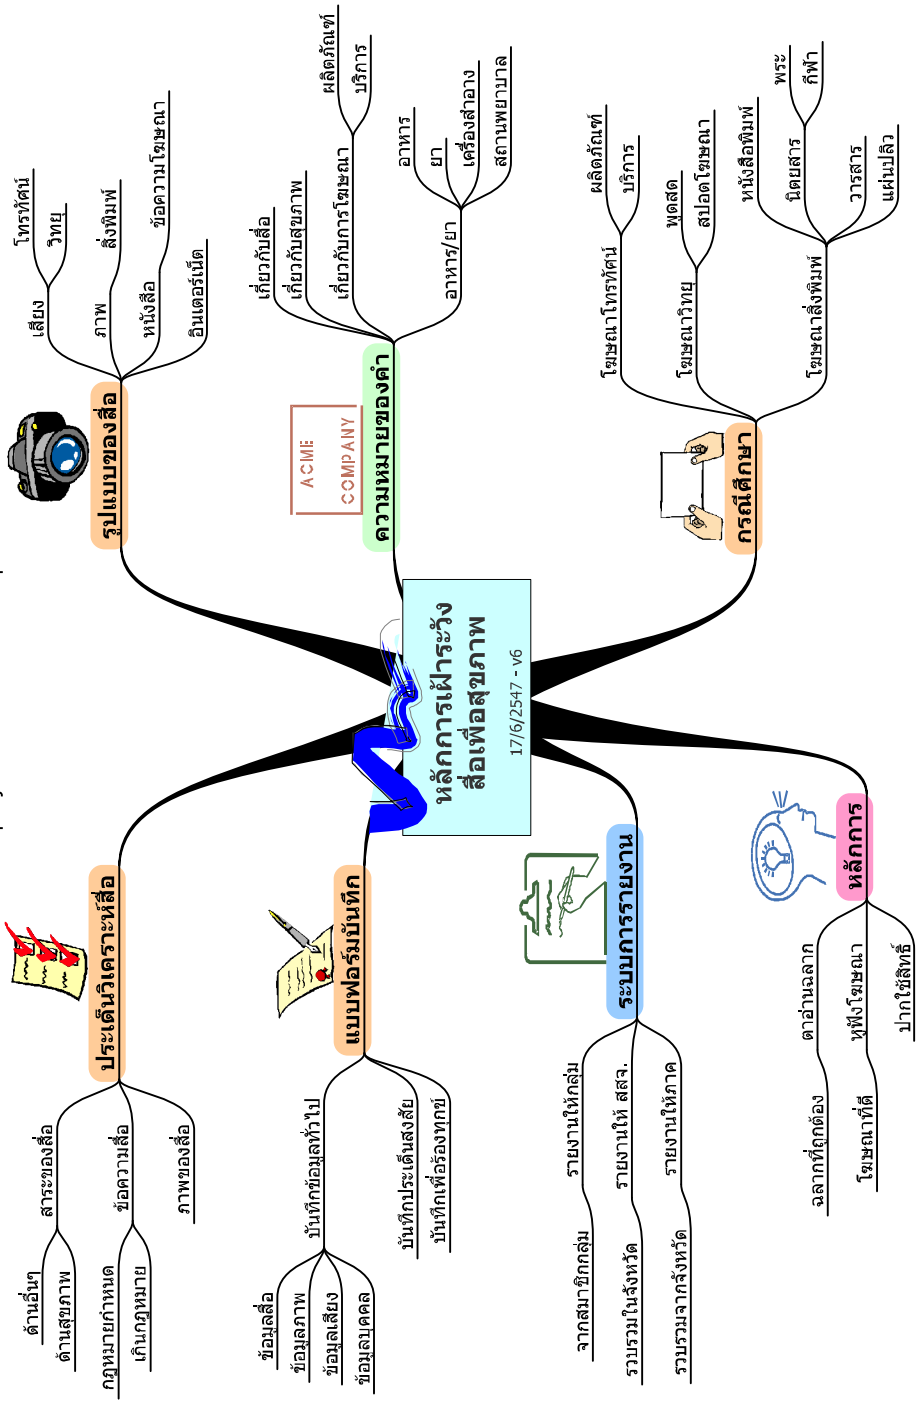 หลักการเฝ้าระวัง
สื่อเพื่อสุขภาพ
17/6/2547 - v6
รูปแบบของสื่อ
เสียง
โทรทัศน์
วิทยุ
ภาพ
สิ่งพิมพ์
หนังสือ
ข้อความโฆษณา
อินเตอร์เน็ต
ACME
COMPANY
ความหมายของคำ
เกี่ยวกับสื่อ
เกี่ยวกับสุขภาพ
เกี่ยวกับการโฆษณา
ผลิตภัณฑ์
บริการ
อาหาร/ยา
อาหาร
ยา
เครื่องสำอาง
สถานพยาบาล
กรณีศึกษา
โฆษณาโทรทัศน์
ผลิตภัณฑ์
บริการ
โฆษณาวิทยุ
พูดสด
สปอตโฆษณา
โฆษณาสิ่งพิมพ์
หนังสือพิมพ์
นิตยสาร
พระ
กีฬา
วารสาร
แผ่นปลิว
หลักการ
ตาอ่านฉลาก
ฉลากที่ถูกต้อง
หูฟังโฆษณา
โฆษณาที่ดี
ปากใช้สิทธิ์
ระบบการรายงาน
รายงานให้กลุ่ม
จากสมาชิกกลุ่ม
รายงานให้ สสจ.
รวบรวมในจังหวัด
รายงานให้ภาค
รวบรวมจากจังหวัด
แบบฟอร์มบันทึก
บันทึกข้อมูลทั่วไป
ข้อมูลสื่อ
ข้อมูลภาพ
ข้อมูลเสียง
ข้อมูลบุคคล
บันทึกประเด็นสงสัย
บันทึกเพื่อร้องทุกข์
ประเด็นวิเคราะห์สื่อ
สาระของสื่อ
ด้านอื่นๆ
ด้านสุขภาพ
ข้อความสื่อ
กฎหมายกำหนด
เกินกฎหมาย
ภาพของสื่อ